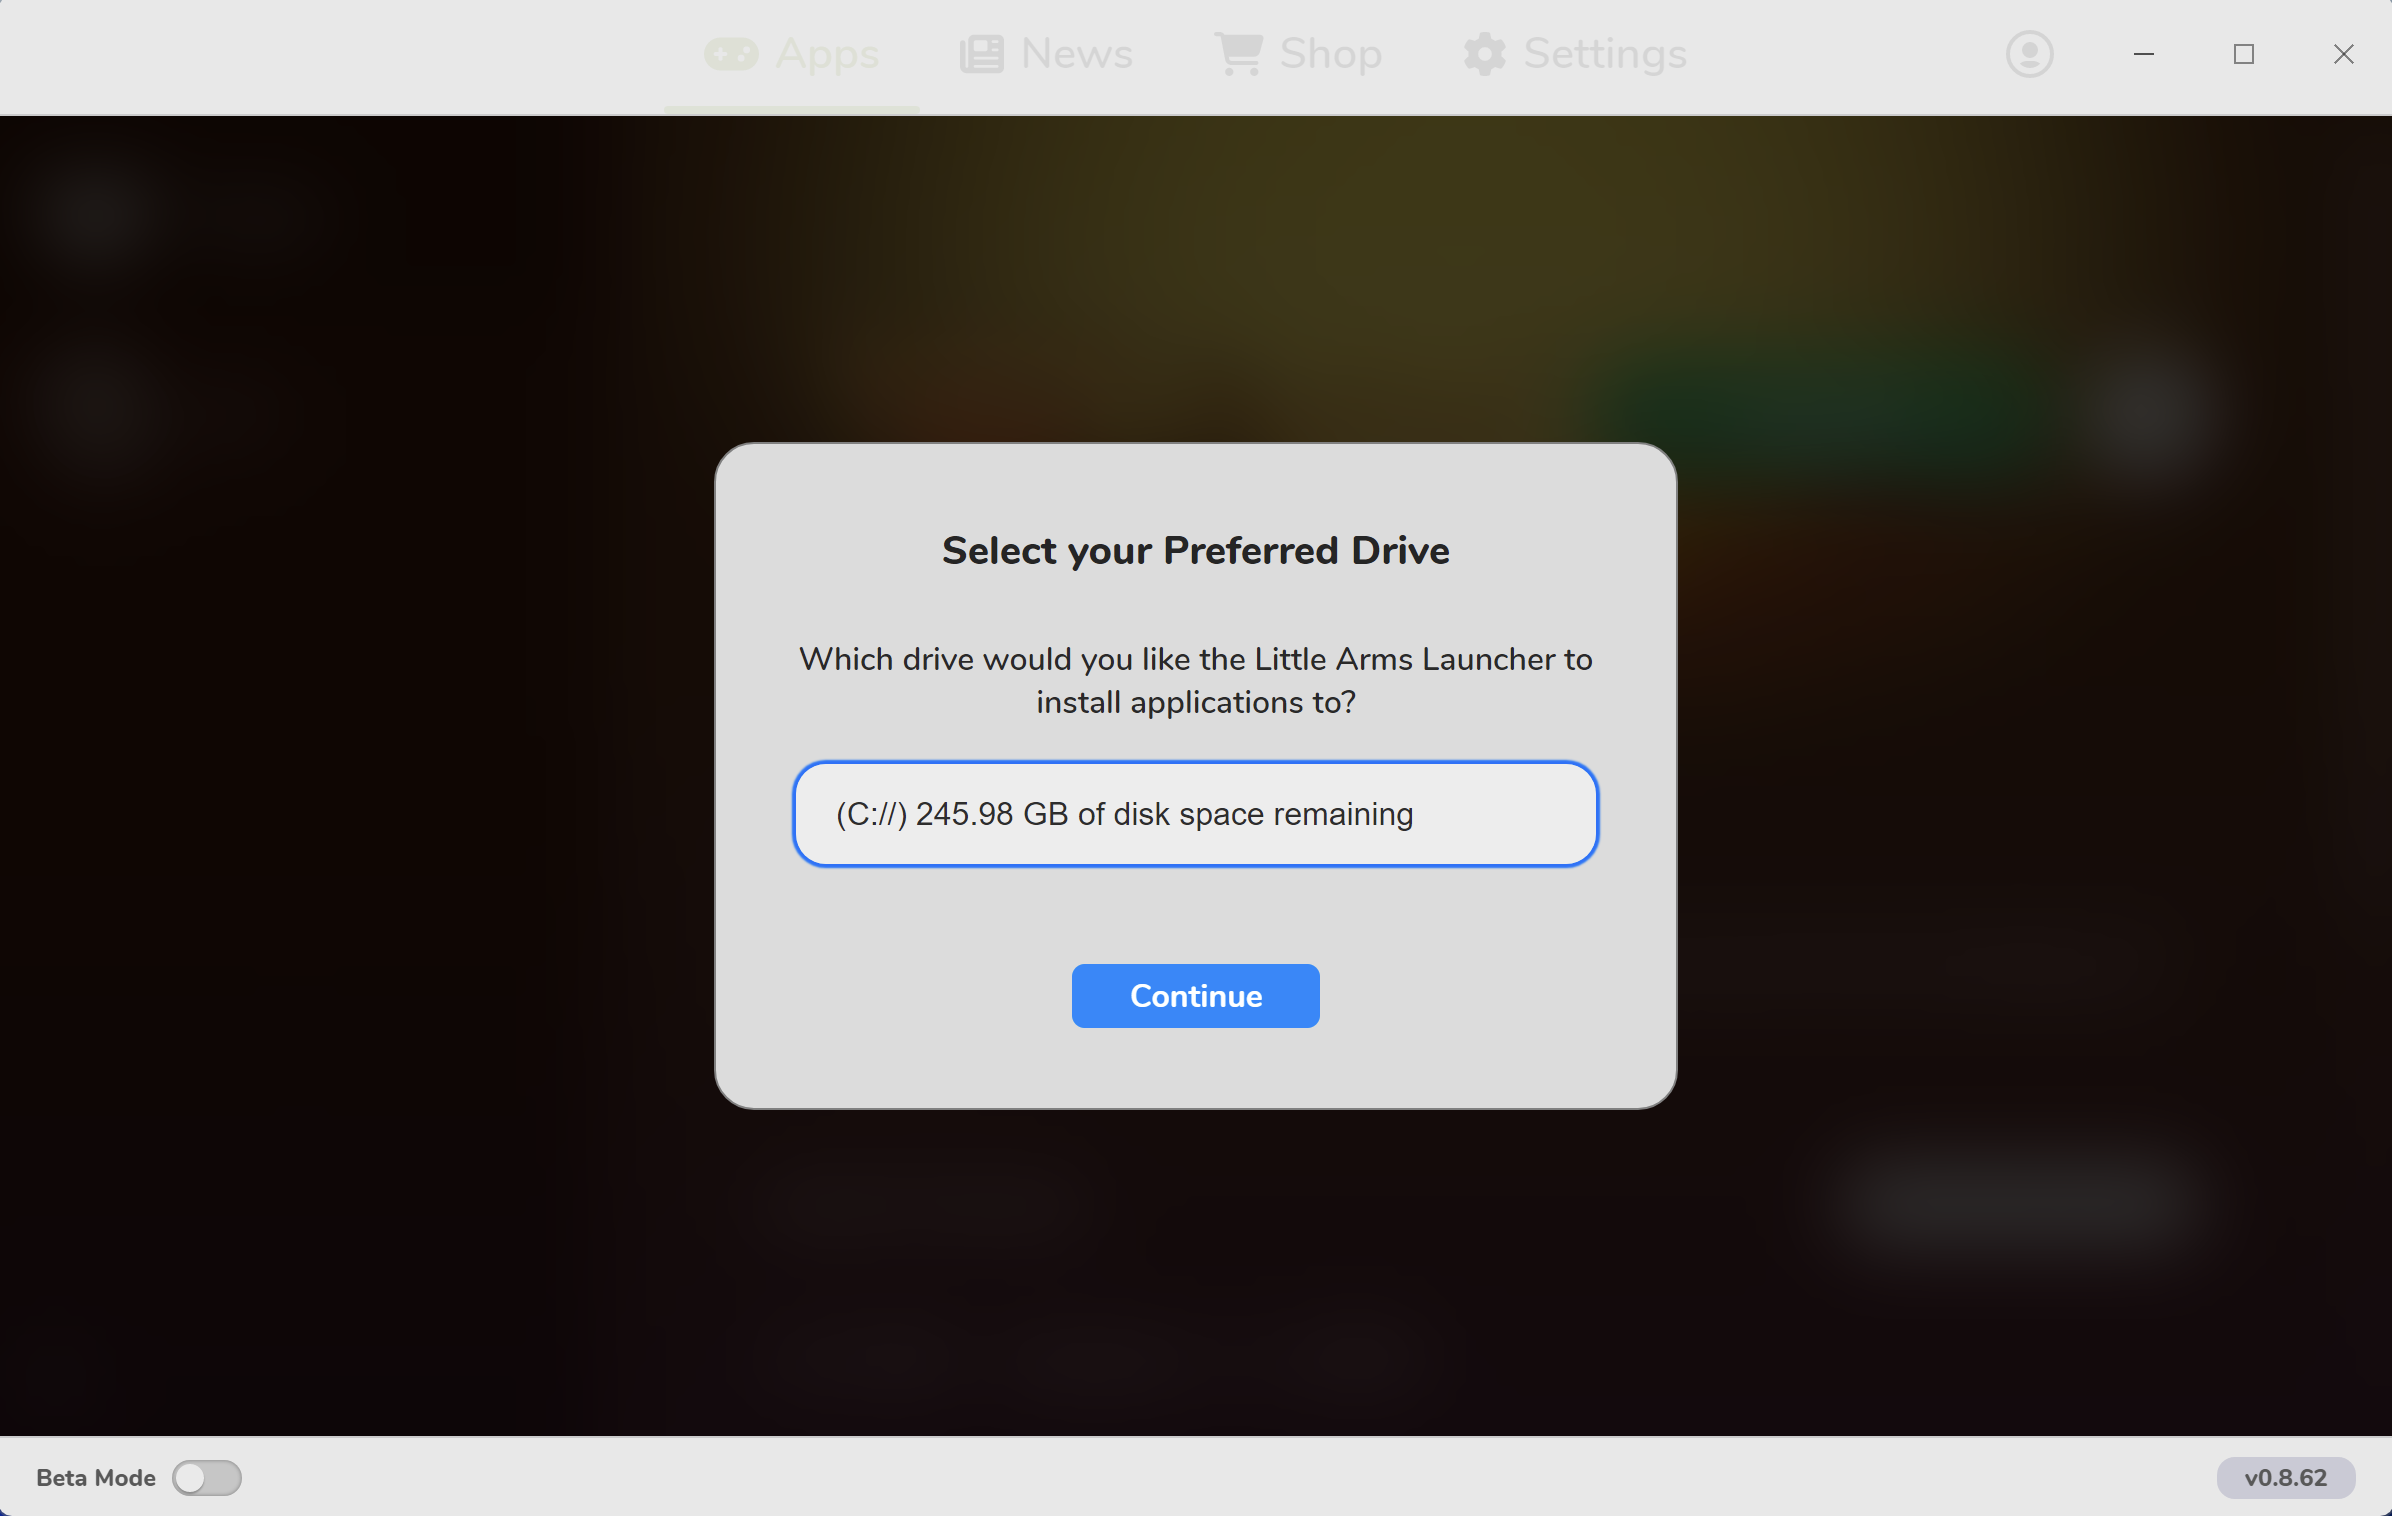 Apps News Shop Settings
Select your Preferred Drive
Which drive would you like the Little Arms Launcher to
install applications to?
(C://) 245.98 GB of disk space remaining
Continue
Beta Mode
v0.8.62